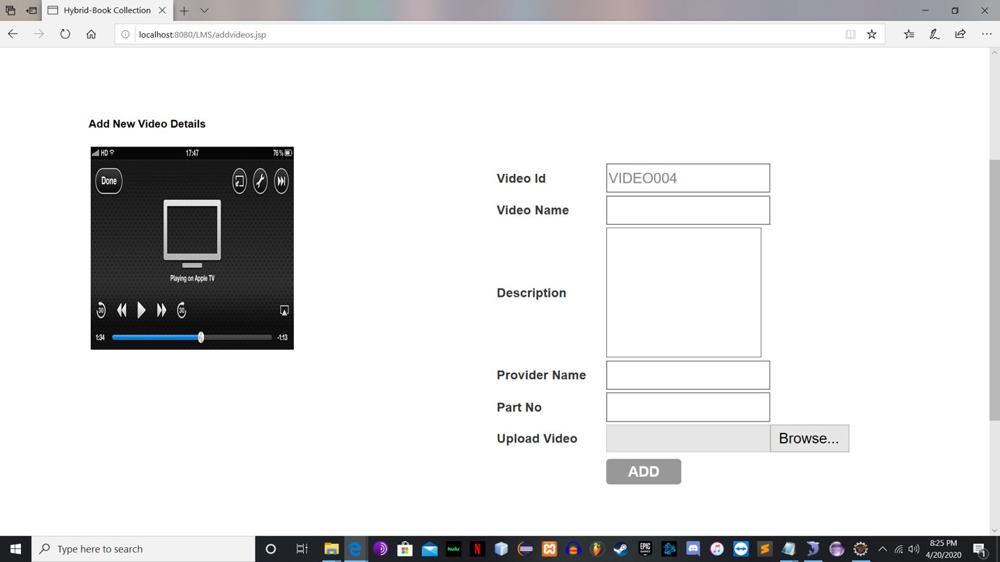 Hybrid-Book Collection
localhost:8080/LMS/addvideos.jsp
Add New Video Details
HD 17:47 76%
Done
Playing on Apple TV
30 30
1:34 -1:13
Video Id VIDEO004
Video Name
Description
Provider Name
Part No
Upload Video Browse...
ADD
Type here to search
hulu
N
EPIC GAMES
8:25 PM
4/20/2020
1